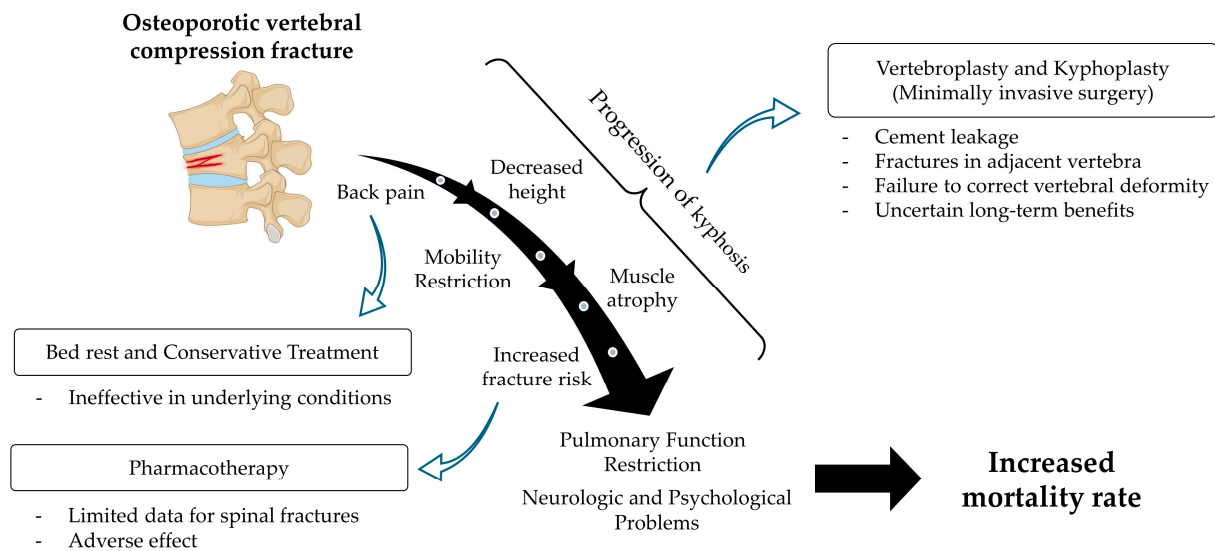 Osteoporotic vertebral
compression fracture
Back pain
Decreased
height
Mobility
Restriction
Muscle
atrophy
Increased
fracture risk
Progression of kyphosis
Vertebroplasty and Kyphoplasty
(Minimally invasive surgery)
- Cement leakage
- Fractures in adjacent vertebra
- Failure to correct vertebral deformity
- Uncertain long-term benefits
Bed rest and Conservative Treatment
- Ineffective in underlying conditions
Pharmacotherapy
- Limited data for spinal fractures
- Adverse effect
Pulmonary Function
Restriction
Neurologic and Psychological
Problems
Increased
mortality rate